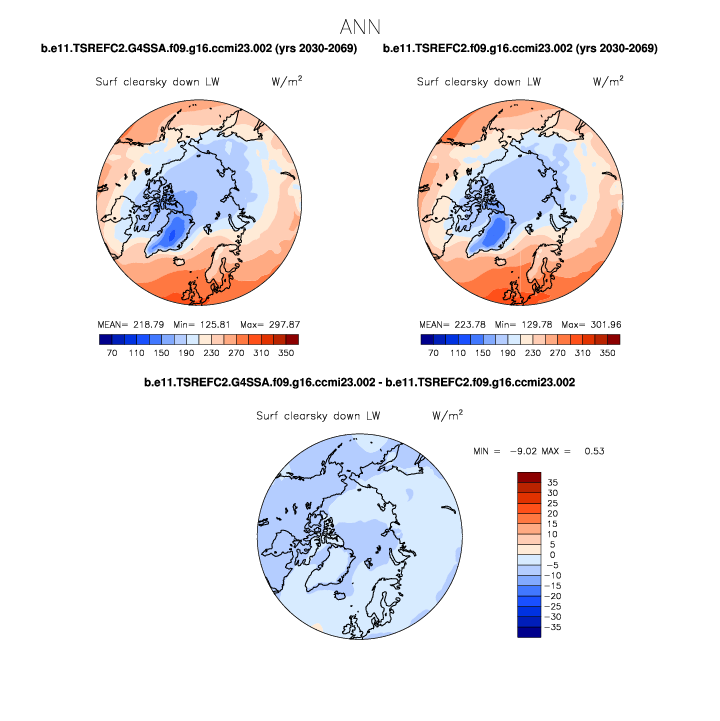 ANN
b.e11.TSREFC2.G4SSA.f09.g16.ccmi23.002 (yrs 2030-2069) b.e11.TSREFC2.f09.g16.ccmi23.002 (yrs 2030-2069)
Surf clearsky down LW W/m² Surf clearsky down LW W/m²
MEAN= 218.79 Min= 125.81 Max= 297.87 MEAN= 223.78 Min= 129.78 Max= 301.96
70 110 150 190 230 270 310 350 70 110 150 190 230 270 310 350
b.e11.TSREFC2.G4SSA.f09.g16.ccmi23.002 - b.e11.TSREFC2.f09.g16.ccmi23.002
Surf clearsky down LW W/m²
MIN = -9.02 MAX = 0.53
35
30
25
20
15
10
5
0
-5
-10
-15
-20
-25
-30
-35